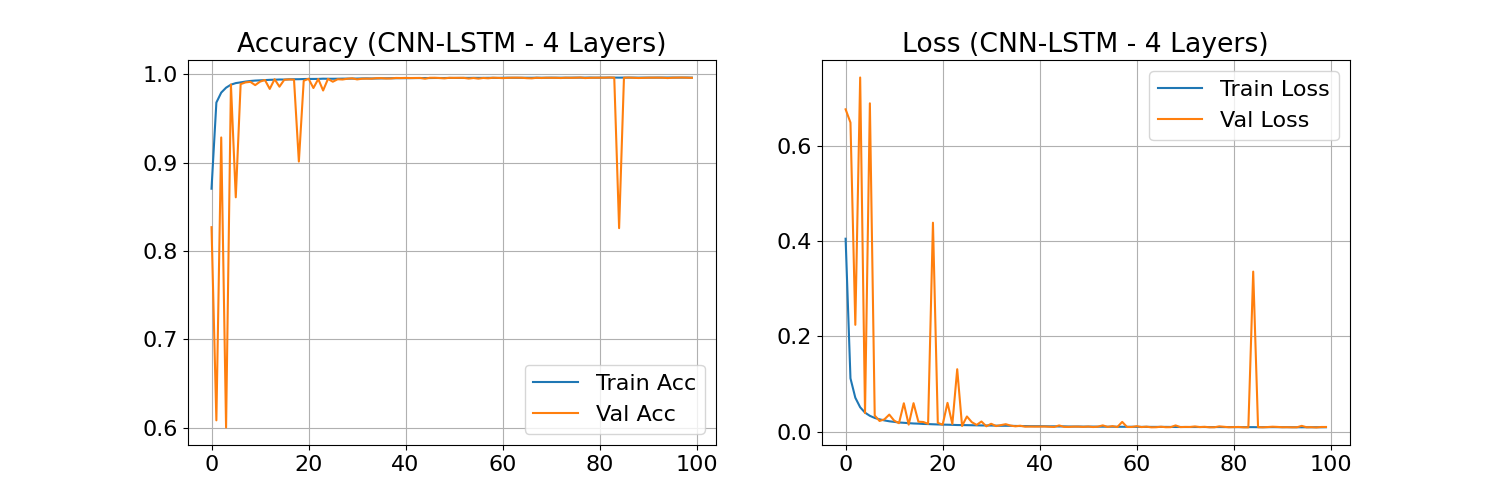 Accuracy (CNN-LSTM - 4 Layers)
1.0
0.9
0.8
0.7
0.6
0 20 40 60 80 100
Train Acc
Val Acc
Loss (CNN-LSTM - 4 Layers)
0.6
0.4
0.2
0.0
0 20 40 60 80 100
Train Loss
Val Loss